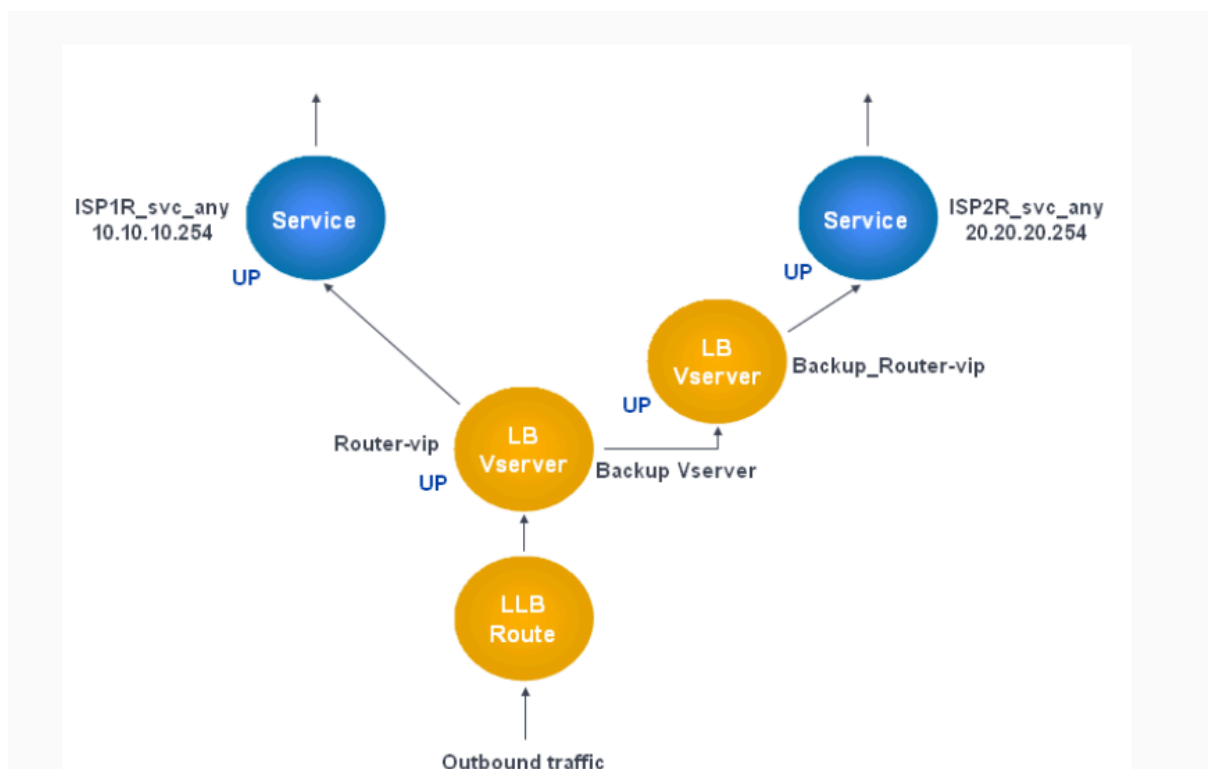 ISP1R_svc_any
10.10.10.254
Service
UP
Service
ISP2R_svc_any
20.20.20.254
UP
LB
Vserver
Backup_Router-vip
UP
Router-vip
LB
Vserver
UP
Backup Vserver
LLB
Route
Outbound traffic